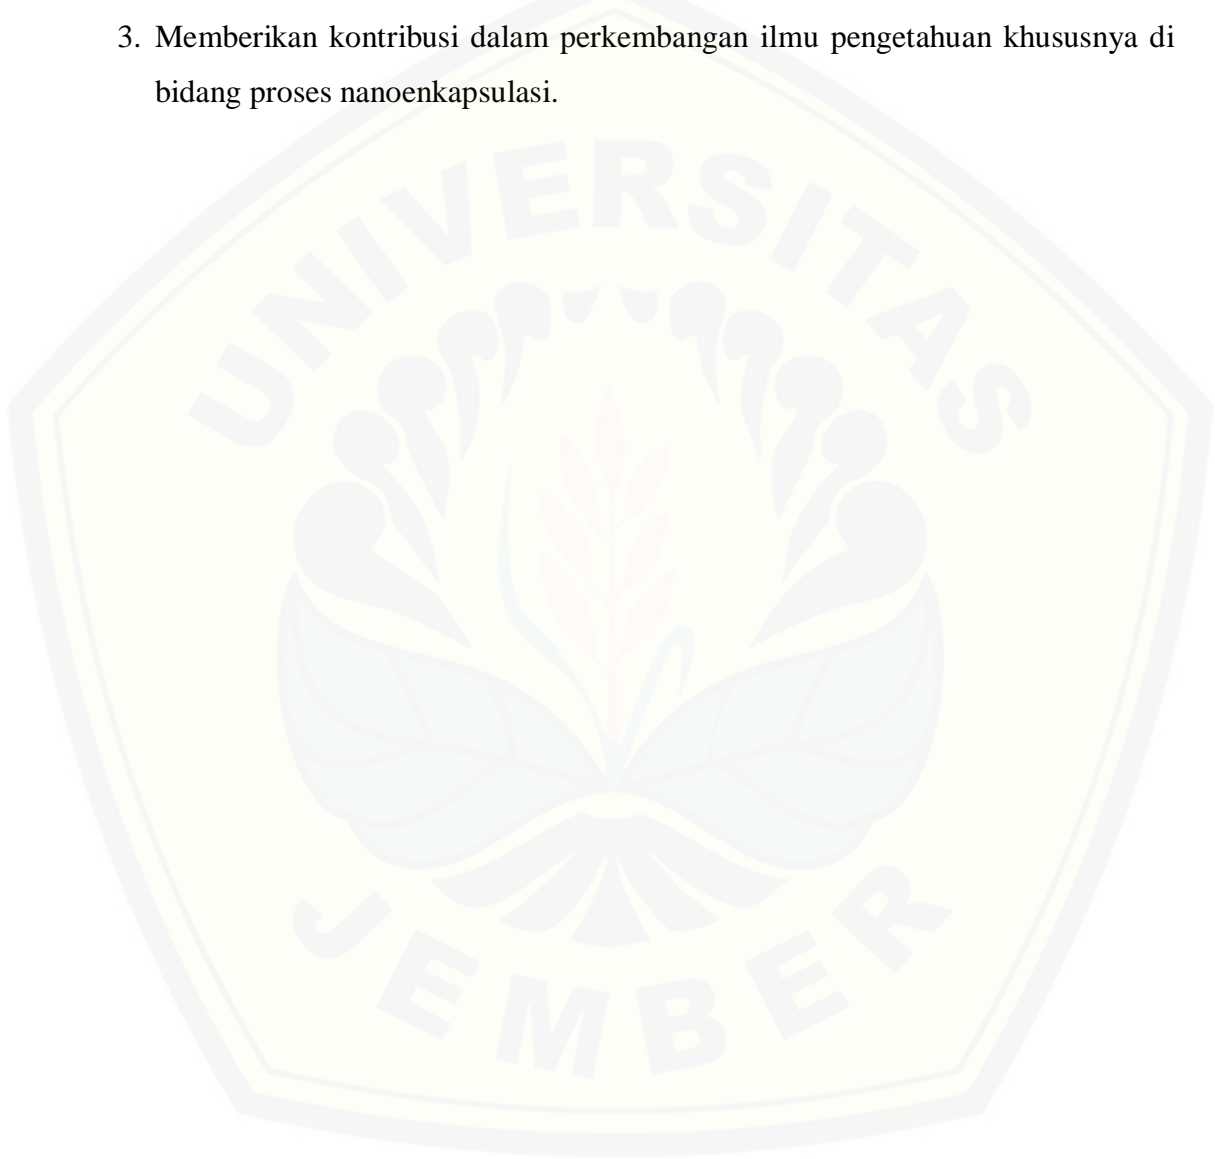 3. Memberikan kontribusi dalam perkembangan ilmu pengetahuan khususnya di
bidang proses nanoenkapsulasi.
UNIVERSITAS
JEMBER